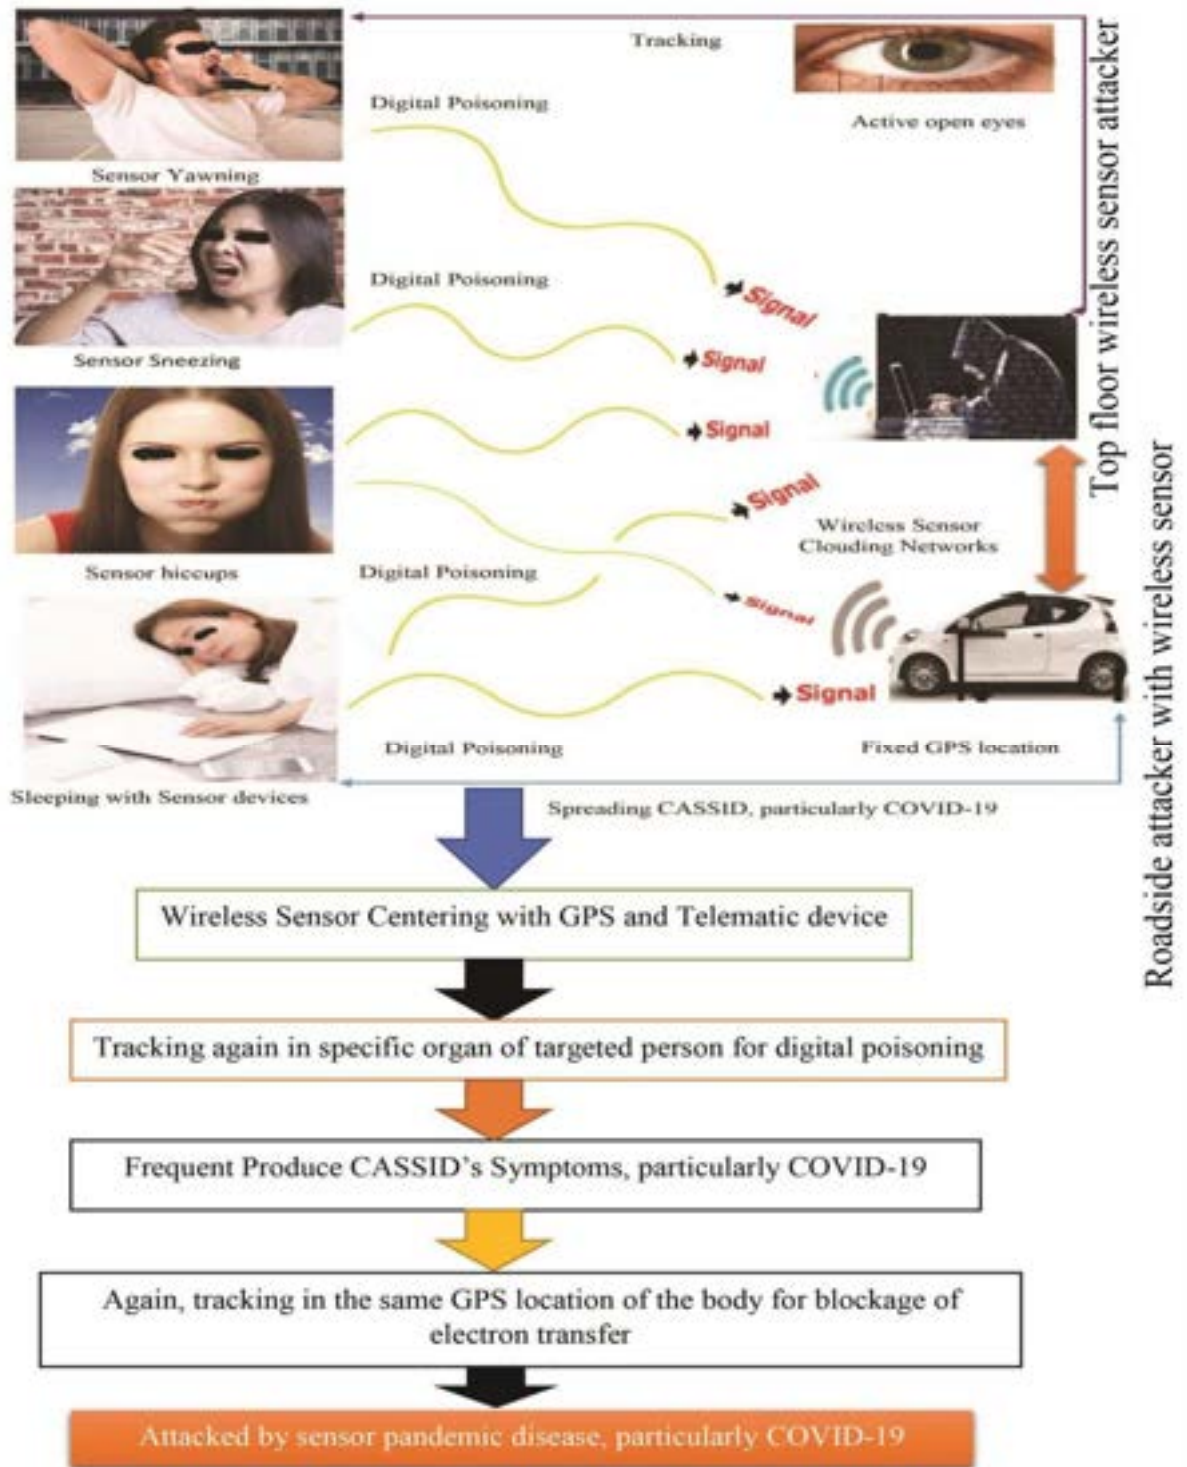 Tracking
Active open eyes
Digital Poisoning
Sensor Yawning
Signal
Digital Poisoning
Signal
Sensor Sneezing
Signal
Signal
Wireless Sensor
Clouding Networks
Sensor hiccups
Digital Poisoning
Signal
Signal
Digital Poisoning
Fixed GPS location
Sleeping with Sensor devices
Spreading CASSID, particularly COVID-19
Top floor wireless sensor attacker
Roadside attacker with wireless sensor
Wireless Sensor Centering with GPS and Telematic device
Tracking again in specific organ of targeted person for digital poisoning
Frequent Produce CASSID's Symptoms, particularly COVID-19
Again, tracking in the same GPS location of the body for blockage of
electron transfer
Attacked by sensor pandemic disease, particularly COVID-19